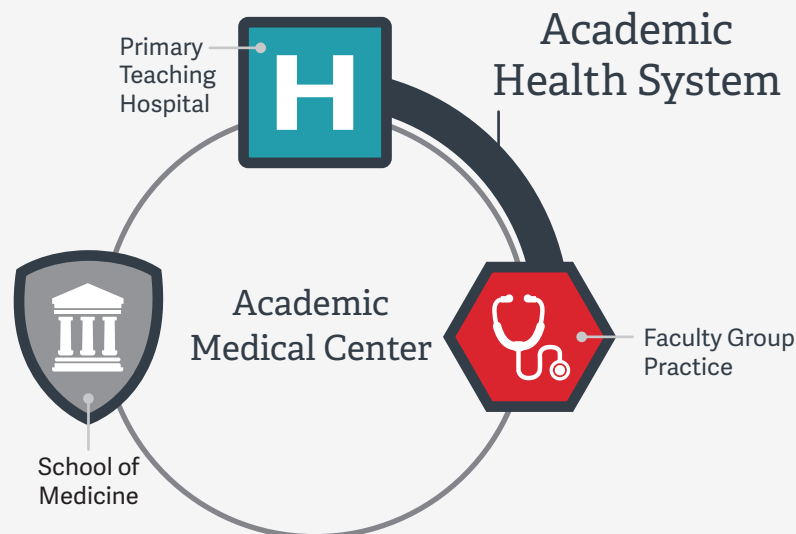 Primary
Teaching
Hospital
H
Academic
Health System
Academic
Medical Center
Faculty Group
Practice
School of
Medicine